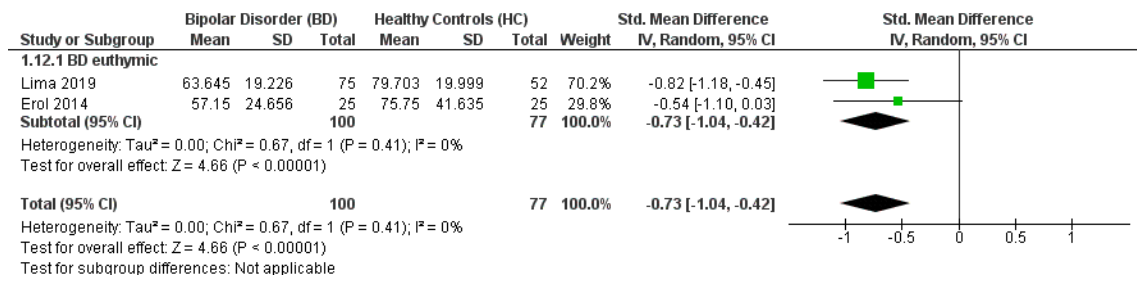 Bipolar Disorder (BD) Healthy Controls (HC) Std. Mean Difference Std. Mean Difference
Study or Subgroup Mean SD Total Mean SD Total Weight IV, Random, 95% CI IV, Random, 95% CI
1.12.1 BD euthymic
Lima 2019 63.645 19.226 75 79.703 19.999 52 70.2% -0.82 [-1.18, -0.45]
Erol 2014 57.15 24.656 25 75.75 41.635 25 29.8% -0.54 [-1.10, 0.03]
Subtotal (95% CI) 100 77 100.0% -0.73 [-1.04, -0.42]
Heterogeneity: Tau² = 0.00; Chi² = 0.67, df = 1 (P = 0.41); I² = 0%
Test for overall effect: Z = 4.66 (P < 0.00001)
Total (95% CI) 100 77 100.0% -0.73 [-1.04, -0.42]
Heterogeneity: Tau² = 0.00; Chi² = 0.67, df = 1 (P = 0.41); I² = 0%
Test for overall effect: Z = 4.66 (P < 0.00001)
Test for subgroup differences: Not applicable
-1 -0.5 0 0.5 1